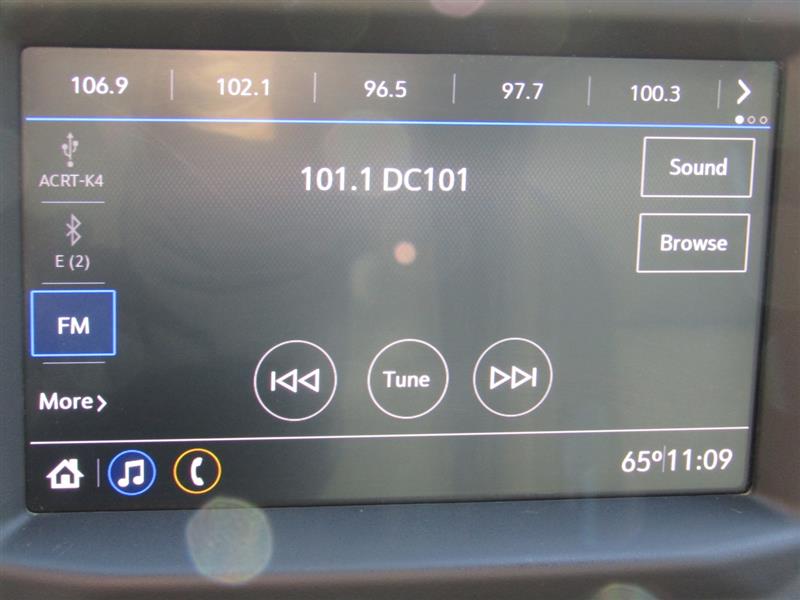 106.9 102.1 96.5 97.7 100.3
ACRT-K4
101.1 DC101
Sound
E (2)
Browse
FM
Tune
More
65° 11:09